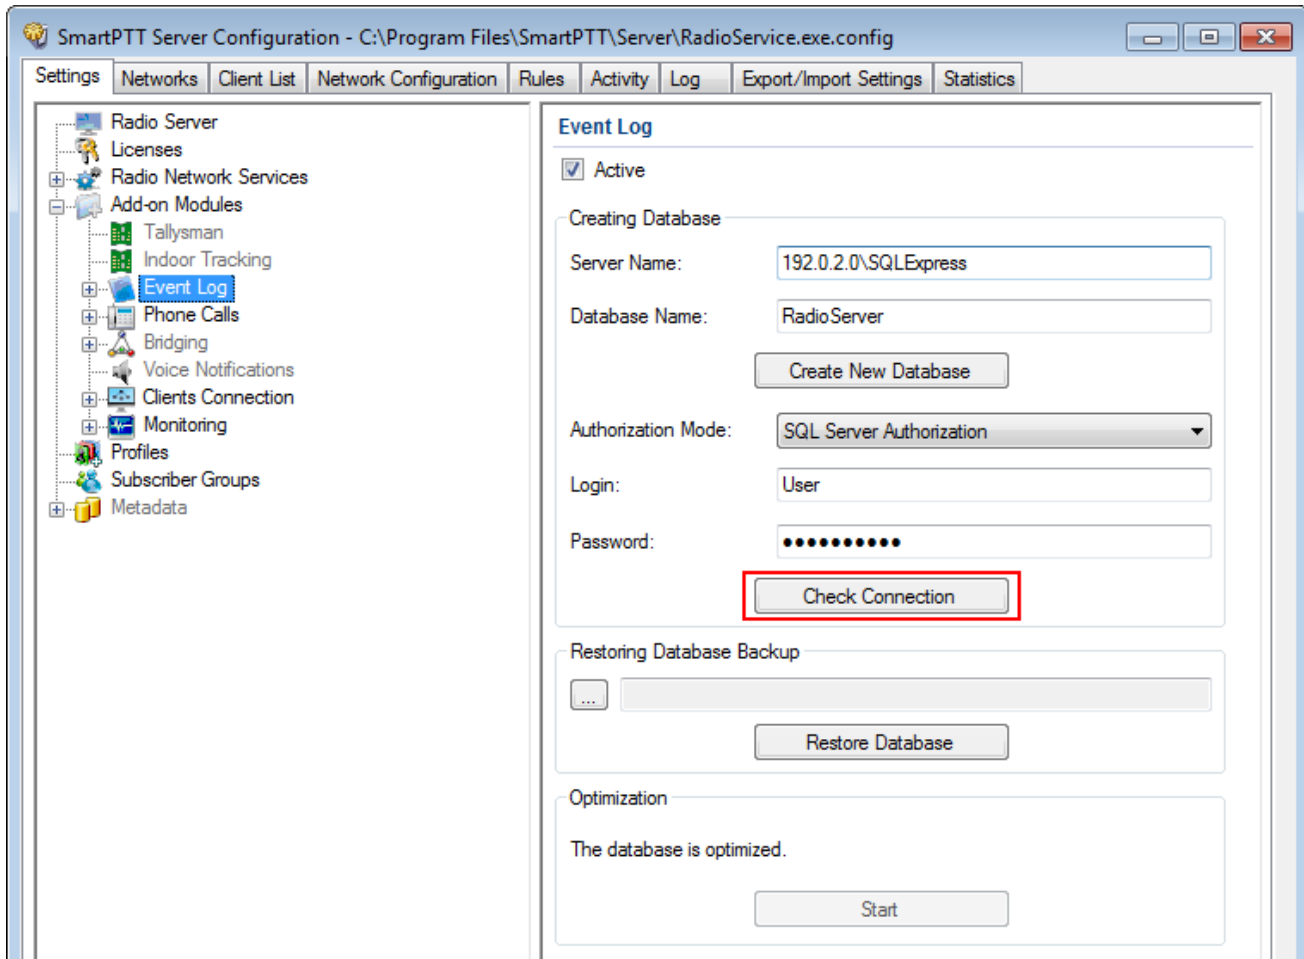 SmartPTT Server Configuration - C:\Program Files\SmartPTT\Server\RadioService.exe.config
Settings Networks Client List Network Configuration Rules Activity Log Export/Import Settings Statistics
Radio Server
Licenses
Radio Network Services
Add-on Modules
Tallysman
Indoor Tracking
Event Log
Phone Calls
Bridging
Voice Notifications
Clients Connection
Monitoring
Profiles
Subscriber Groups
Metadata
Event Log
Active
Creating Database
Server Name: 192.0.2.0\SQLExpress
Database Name: RadioServer
Create New Database
Authorization Mode: SQL Server Authorization
Login: User
Password: ••••••••••
Check Connection
Restoring Database Backup
...
Restore Database
Optimization
The database is optimized.
Start